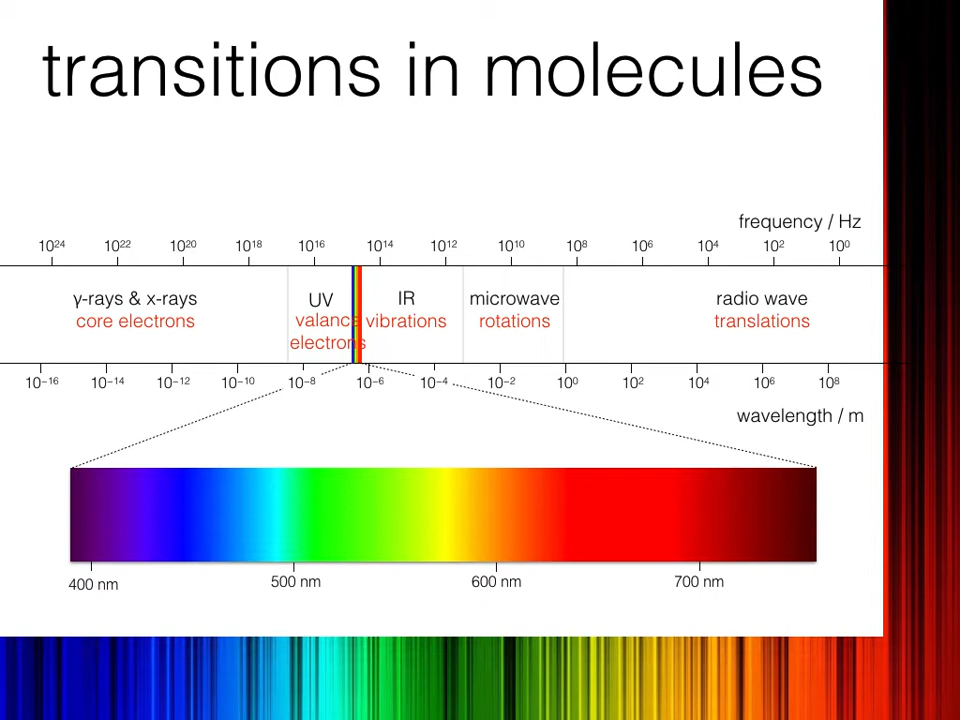 transitions in molecules
frequency / Hz
10²⁴ 10²² 10²⁰ 10¹⁸ 10¹⁶ 10¹⁴ 10¹² 10¹⁰ 10⁸ 10⁶ 10⁴ 10² 10⁰
γ-rays & x-rays UV IR microwave radio wave
core electrons valance vibrations rotations translations
electrons
10⁻¹⁶ 10⁻¹⁴ 10⁻¹² 10⁻¹⁰ 10⁻⁸ 10⁻⁶ 10⁻⁴ 10⁻² 10⁰ 10² 10⁴ 10⁶ 10⁸
wavelength / m
400 nm 500 nm 600 nm 700 nm